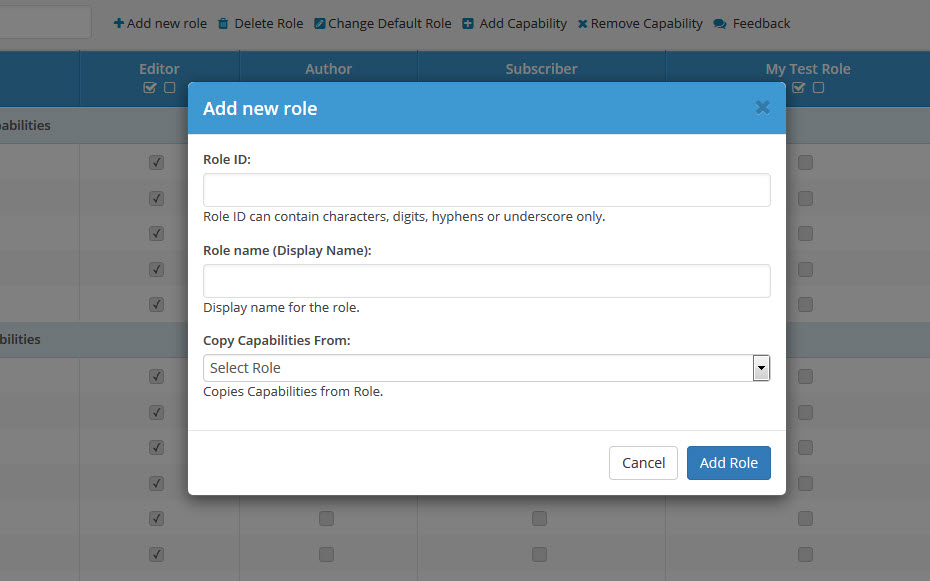 Add new role Delete Role Change Default Role Add Capability Remove Capability Feedback
Editor Author Subscriber My Test Role
Add new role
abilities
Role ID:
Role ID can contain characters, digits, hyphens or underscore only.
Role name (Display Name):
Display name for the role.
bilities
Copy Capabilities From:
Select Role
Copies Capabilities from Role.
Cancel Add Role